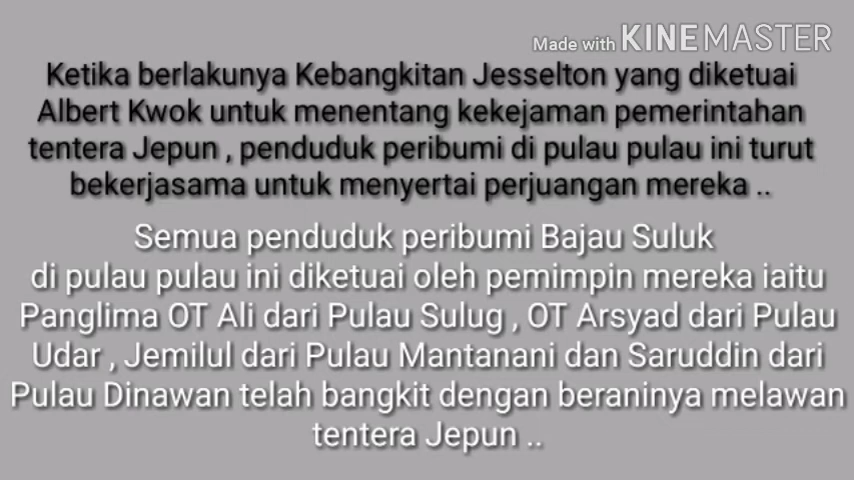 Made with KINEMASTER
Ketika berlakunya Kebangkitan Jesselton yang diketuai
Albert Kwok untuk menentang kekejaman pemerintahan
tentera Jepun , penduduk peribumi di pulau pulau ini turut
bekerjasama untuk menyertai perjuangan mereka ..
Semua penduduk peribumi Bajau Suluk
di pulau pulau ini diketuai oleh pemimpin mereka iaitu
Panglima OT Ali dari Pulau Sulug , OT Arsyad dari Pulau
Udar , Jemilul dari Pulau Mantanani dan Saruddin dari
Pulau Dinawan telah bangkit dengan beraninya melawan
tentera Jepun ..